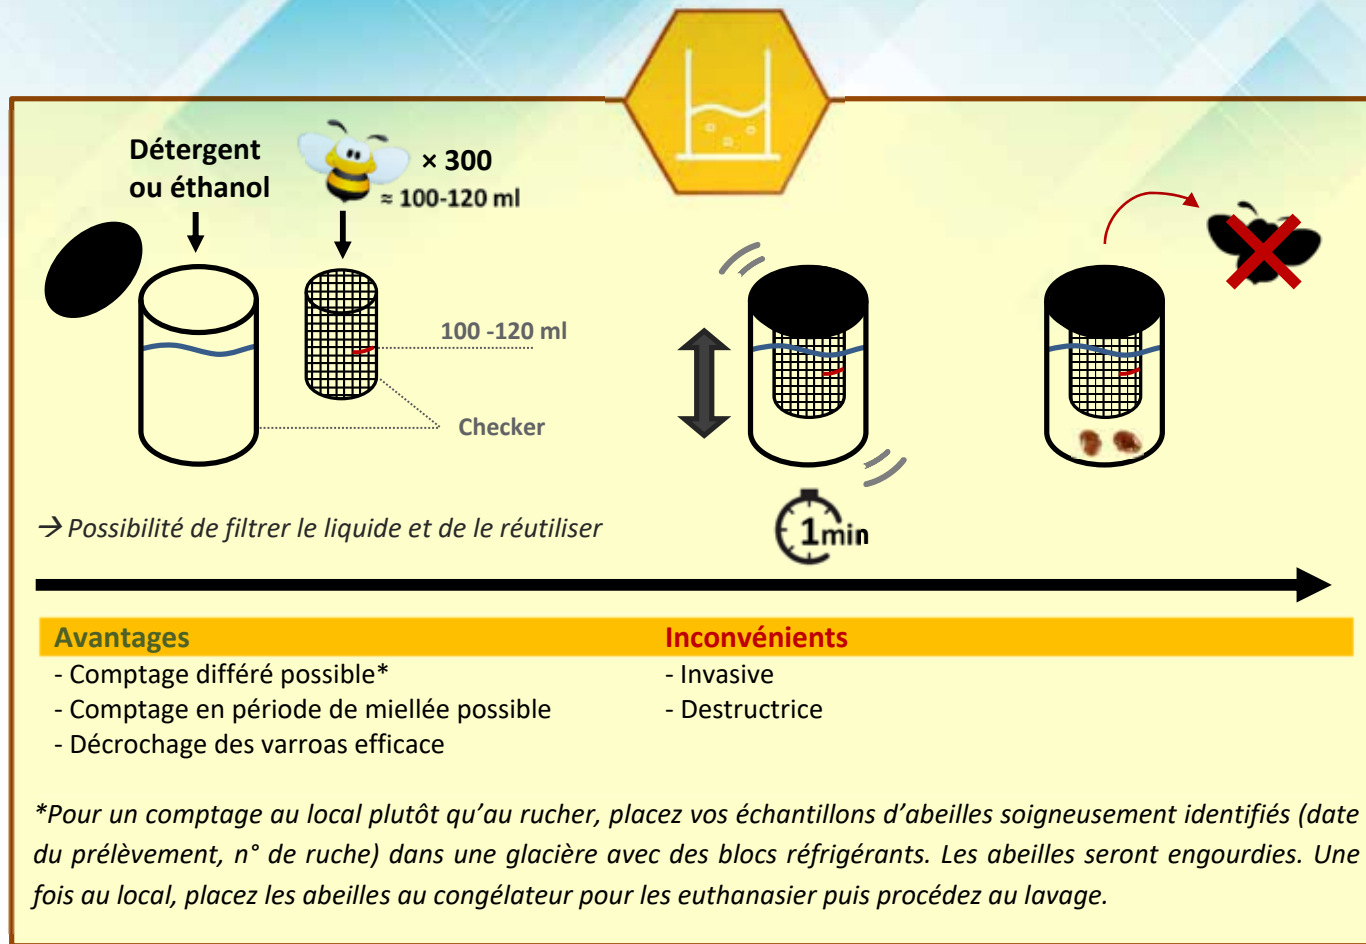 Détergent
ou éthanol
× 300
≈ 100-120 ml
100 -120 ml
Checker
→ Possibilité de filtrer le liquide et de le réutiliser
1min
Avantages
- Comptage différé possible*
- Comptage en période de miellée possible
- Décrochage des varroas efficace
Inconvénients
- Invasive
- Destructrice
*Pour un comptage au local plutôt qu’au rucher, placez vos échantillons d’abeilles soigneusement identifiés (date
du prélèvement, n° de ruche) dans une glacière avec des blocs réfrigérants. Les abeilles seront engourdies. Une
fois au local, placez les abeilles au congélateur pour les euthanasier puis procédez au lavage.